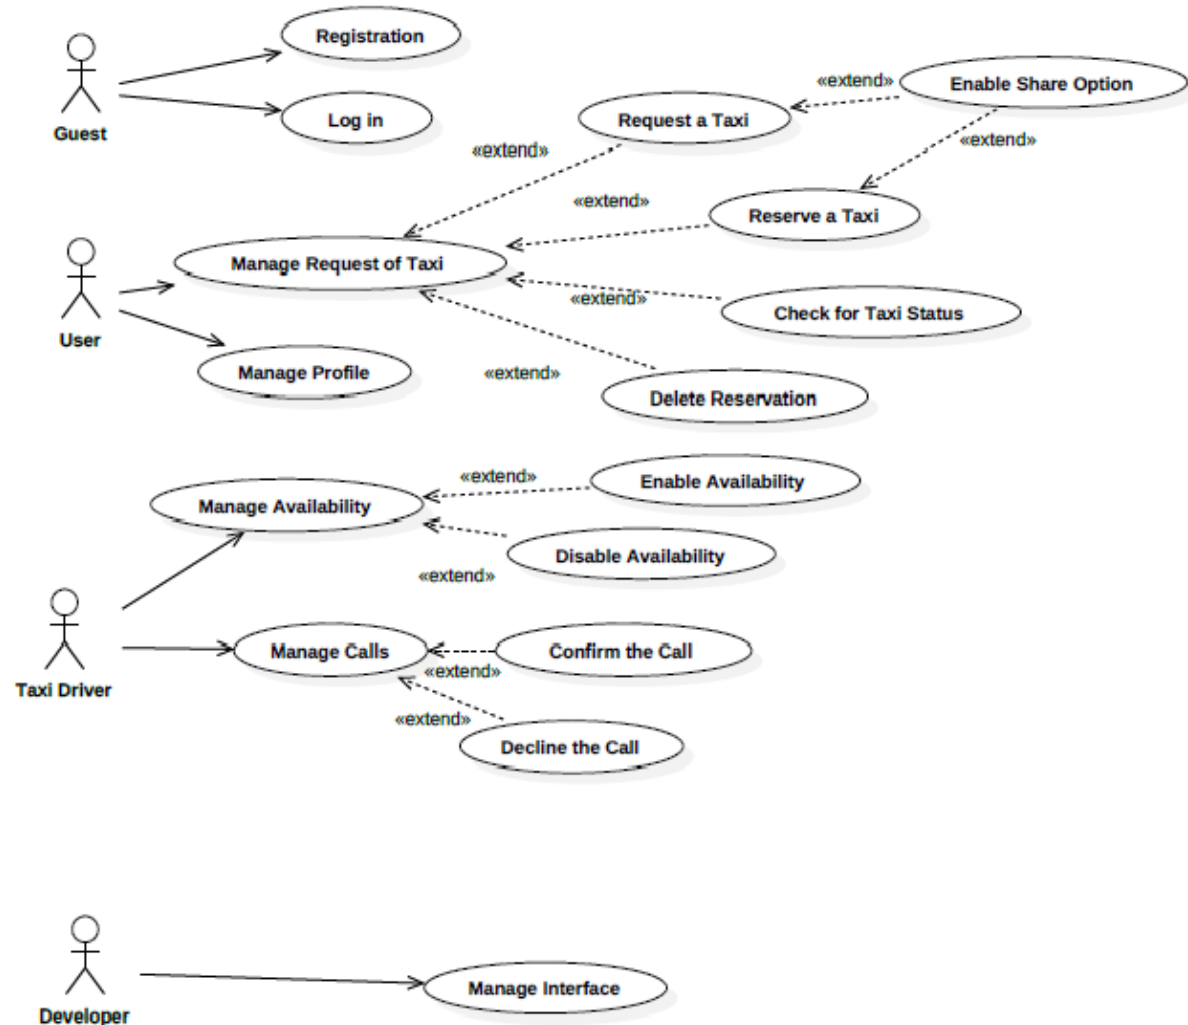 Registration
Guest
Log in
Request a Taxi
«extend»
Enable Share Option
«extend»
«extend»
«extend»
Reserve a Taxi
User
Manage Request of Taxi
«extend»
Check for Taxi Status
Manage Profile
«extend»
Delete Reservation
Manage Availability
«extend»
Enable Availability
Disable Availability
«extend»
Taxi Driver
Manage Calls
Confirm the Call
«extend»
«extend»
Decline the Call
Developer
Manage Interface